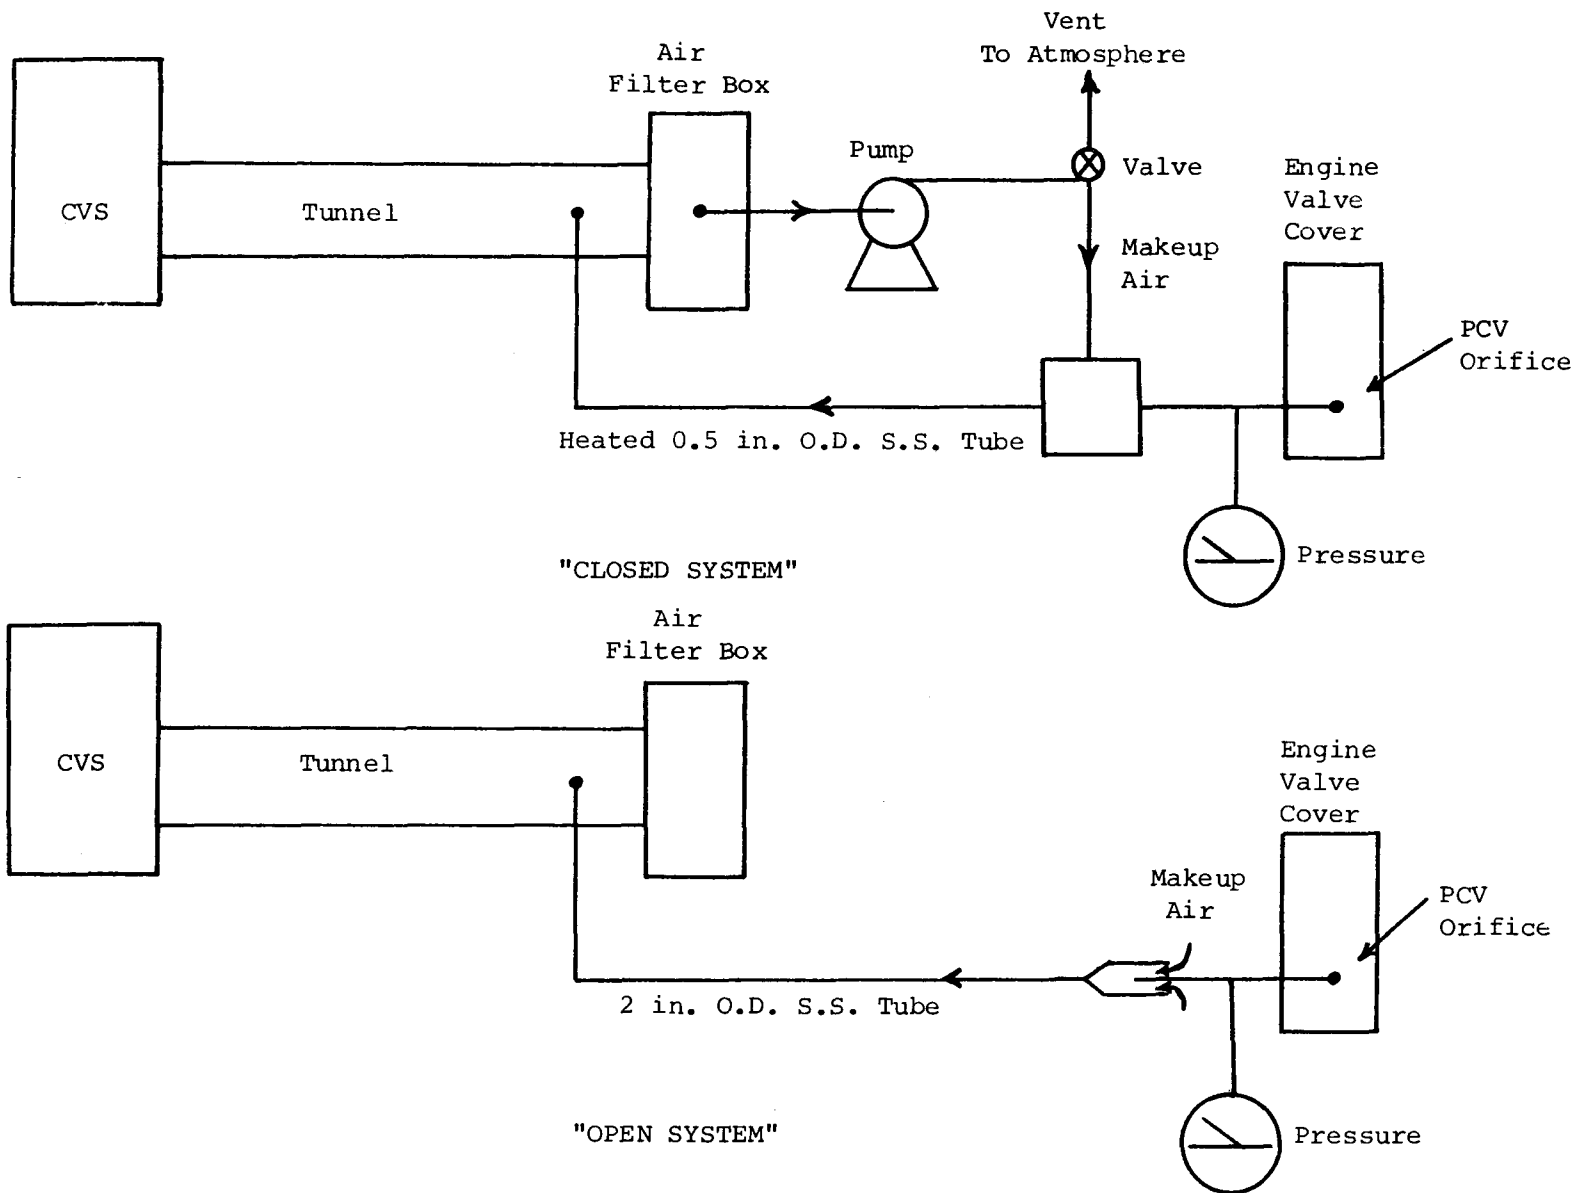 Vent
To Atmosphere
Air
Filter Box
Pump
Valve
Engine
Valve
Cover
CVS
Tunnel
Makeup
Air
PCV
Orifice
Heated 0.5 in. O.D. S.S. Tube
Pressure
"CLOSED SYSTEM"
Air
Filter Box
CVS
Tunnel
Engine
Valve
Cover
Makeup
Air
PCV
Orifice
2 in. O.D. S.S. Tube
"OPEN SYSTEM"
Pressure